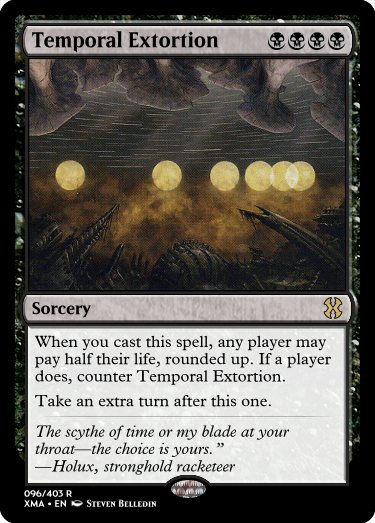 Temporal Extortion
Sorcery
When you cast this spell, any player may
pay half their life, rounded up. If a player
does, counter Temporal Extortion.
Take an extra turn after this one.
The scythe of time or my blade at your
throat—the choice is yours.”
—Holux, stronghold racketeer
096/403 R
XMA • EN Steven Belledin